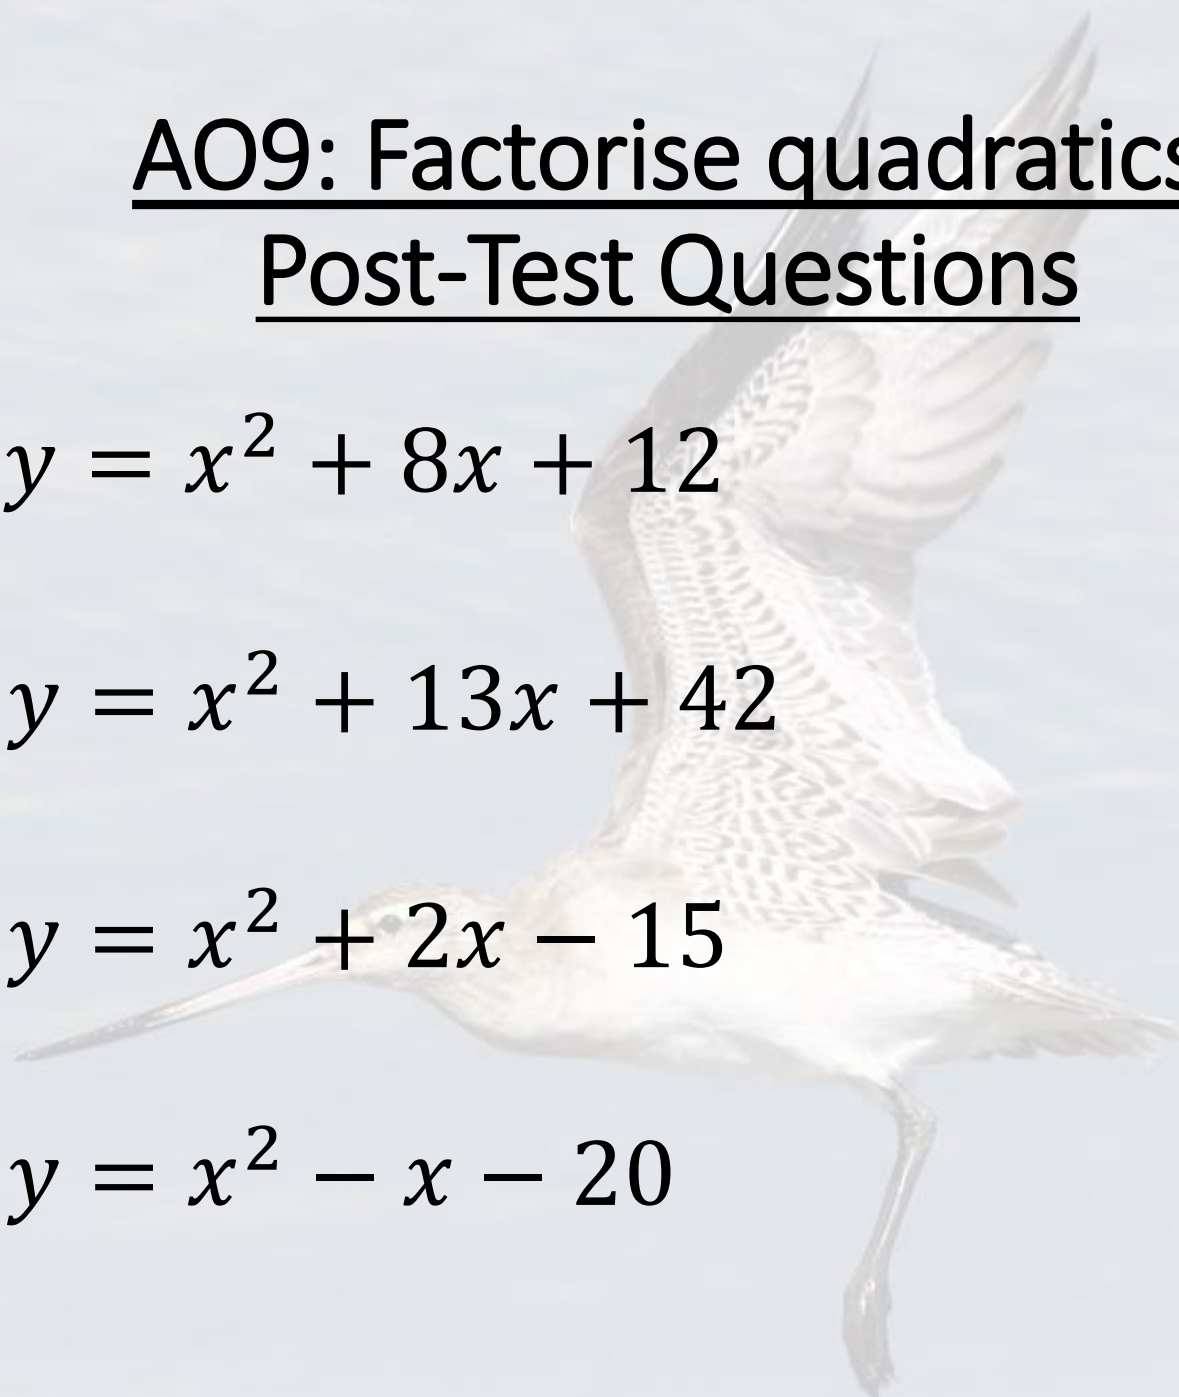 AO9: Factorise quadratics
Post-Test Questions
y = x² + 8x + 12
y = x² + 13x + 42
y = x² + 2x − 15
y = x² − x − 20